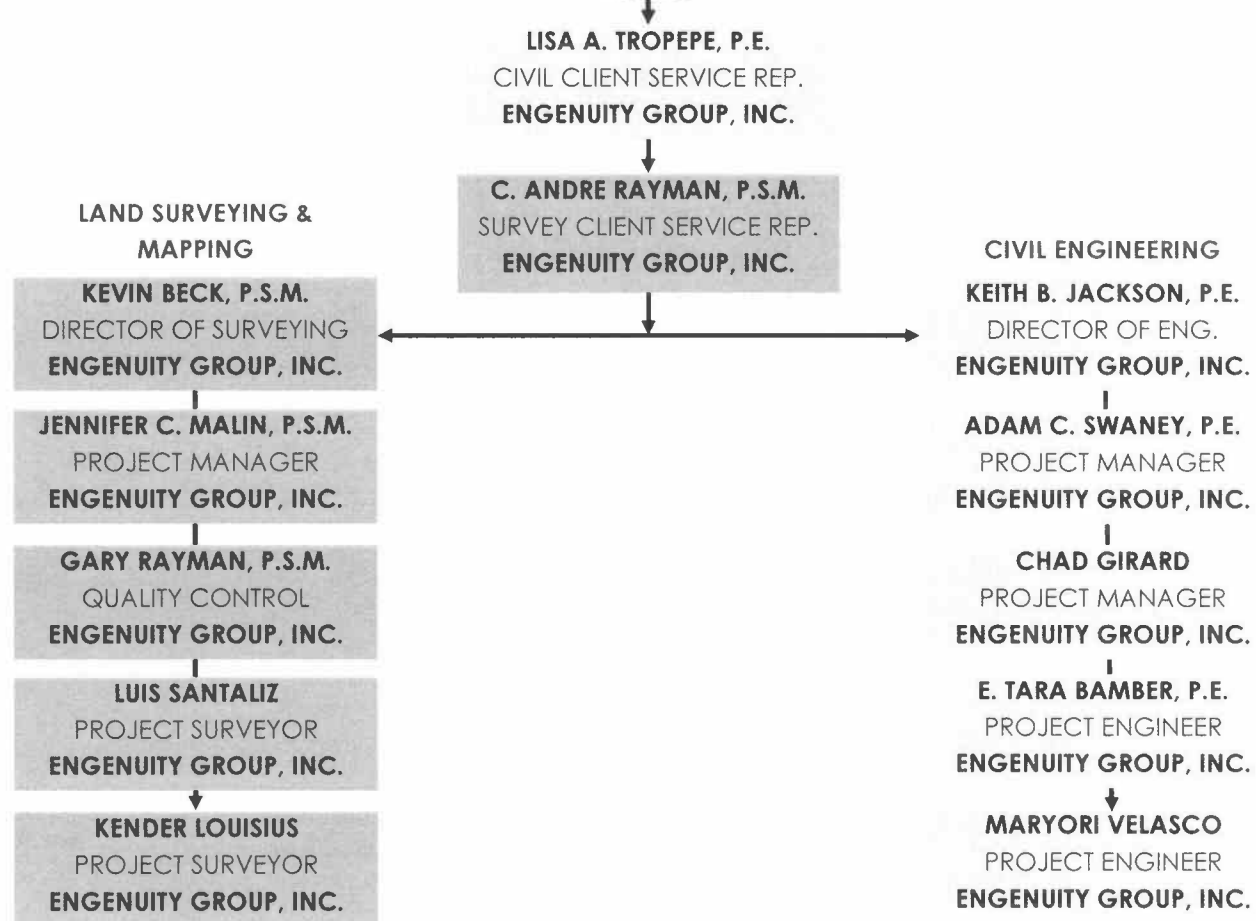 LISA A. TROPEPE, P.E.
CIVIL CLIENT SERVICE REP.
ENGENUITY GROUP, INC.
C. ANDRE RAYMAN, P.S.M.
SURVEY CLIENT SERVICE REP.
ENGENUITY GROUP, INC.
LAND SURVEYING &
MAPPING
KEVIN BECK, P.S.M.
DIRECTOR OF SURVEYING
ENGENUITY GROUP, INC.
JENNIFER C. MALIN, P.S.M.
PROJECT MANAGER
ENGENUITY GROUP, INC.
GARY RAYMAN, P.S.M.
QUALITY CONTROL
ENGENUITY GROUP, INC.
LUIS SANTALIZ
PROJECT SURVEYOR
ENGENUITY GROUP, INC.
KENDER LOUISIUS
PROJECT SURVEYOR
ENGENUITY GROUP, INC.
CIVIL ENGINEERING
KEITH B. JACKSON, P.E.
DIRECTOR OF ENG.
ENGENUITY GROUP, INC.
ADAM C. SWANEY, P.E.
PROJECT MANAGER
ENGENUITY GROUP, INC.
CHAD GIRARD
PROJECT MANAGER
ENGENUITY GROUP, INC.
E. TARA BAMBER, P.E.
PROJECT ENGINEER
ENGENUITY GROUP, INC.
MARYORI VELASCO
PROJECT ENGINEER
ENGENUITY GROUP, INC.